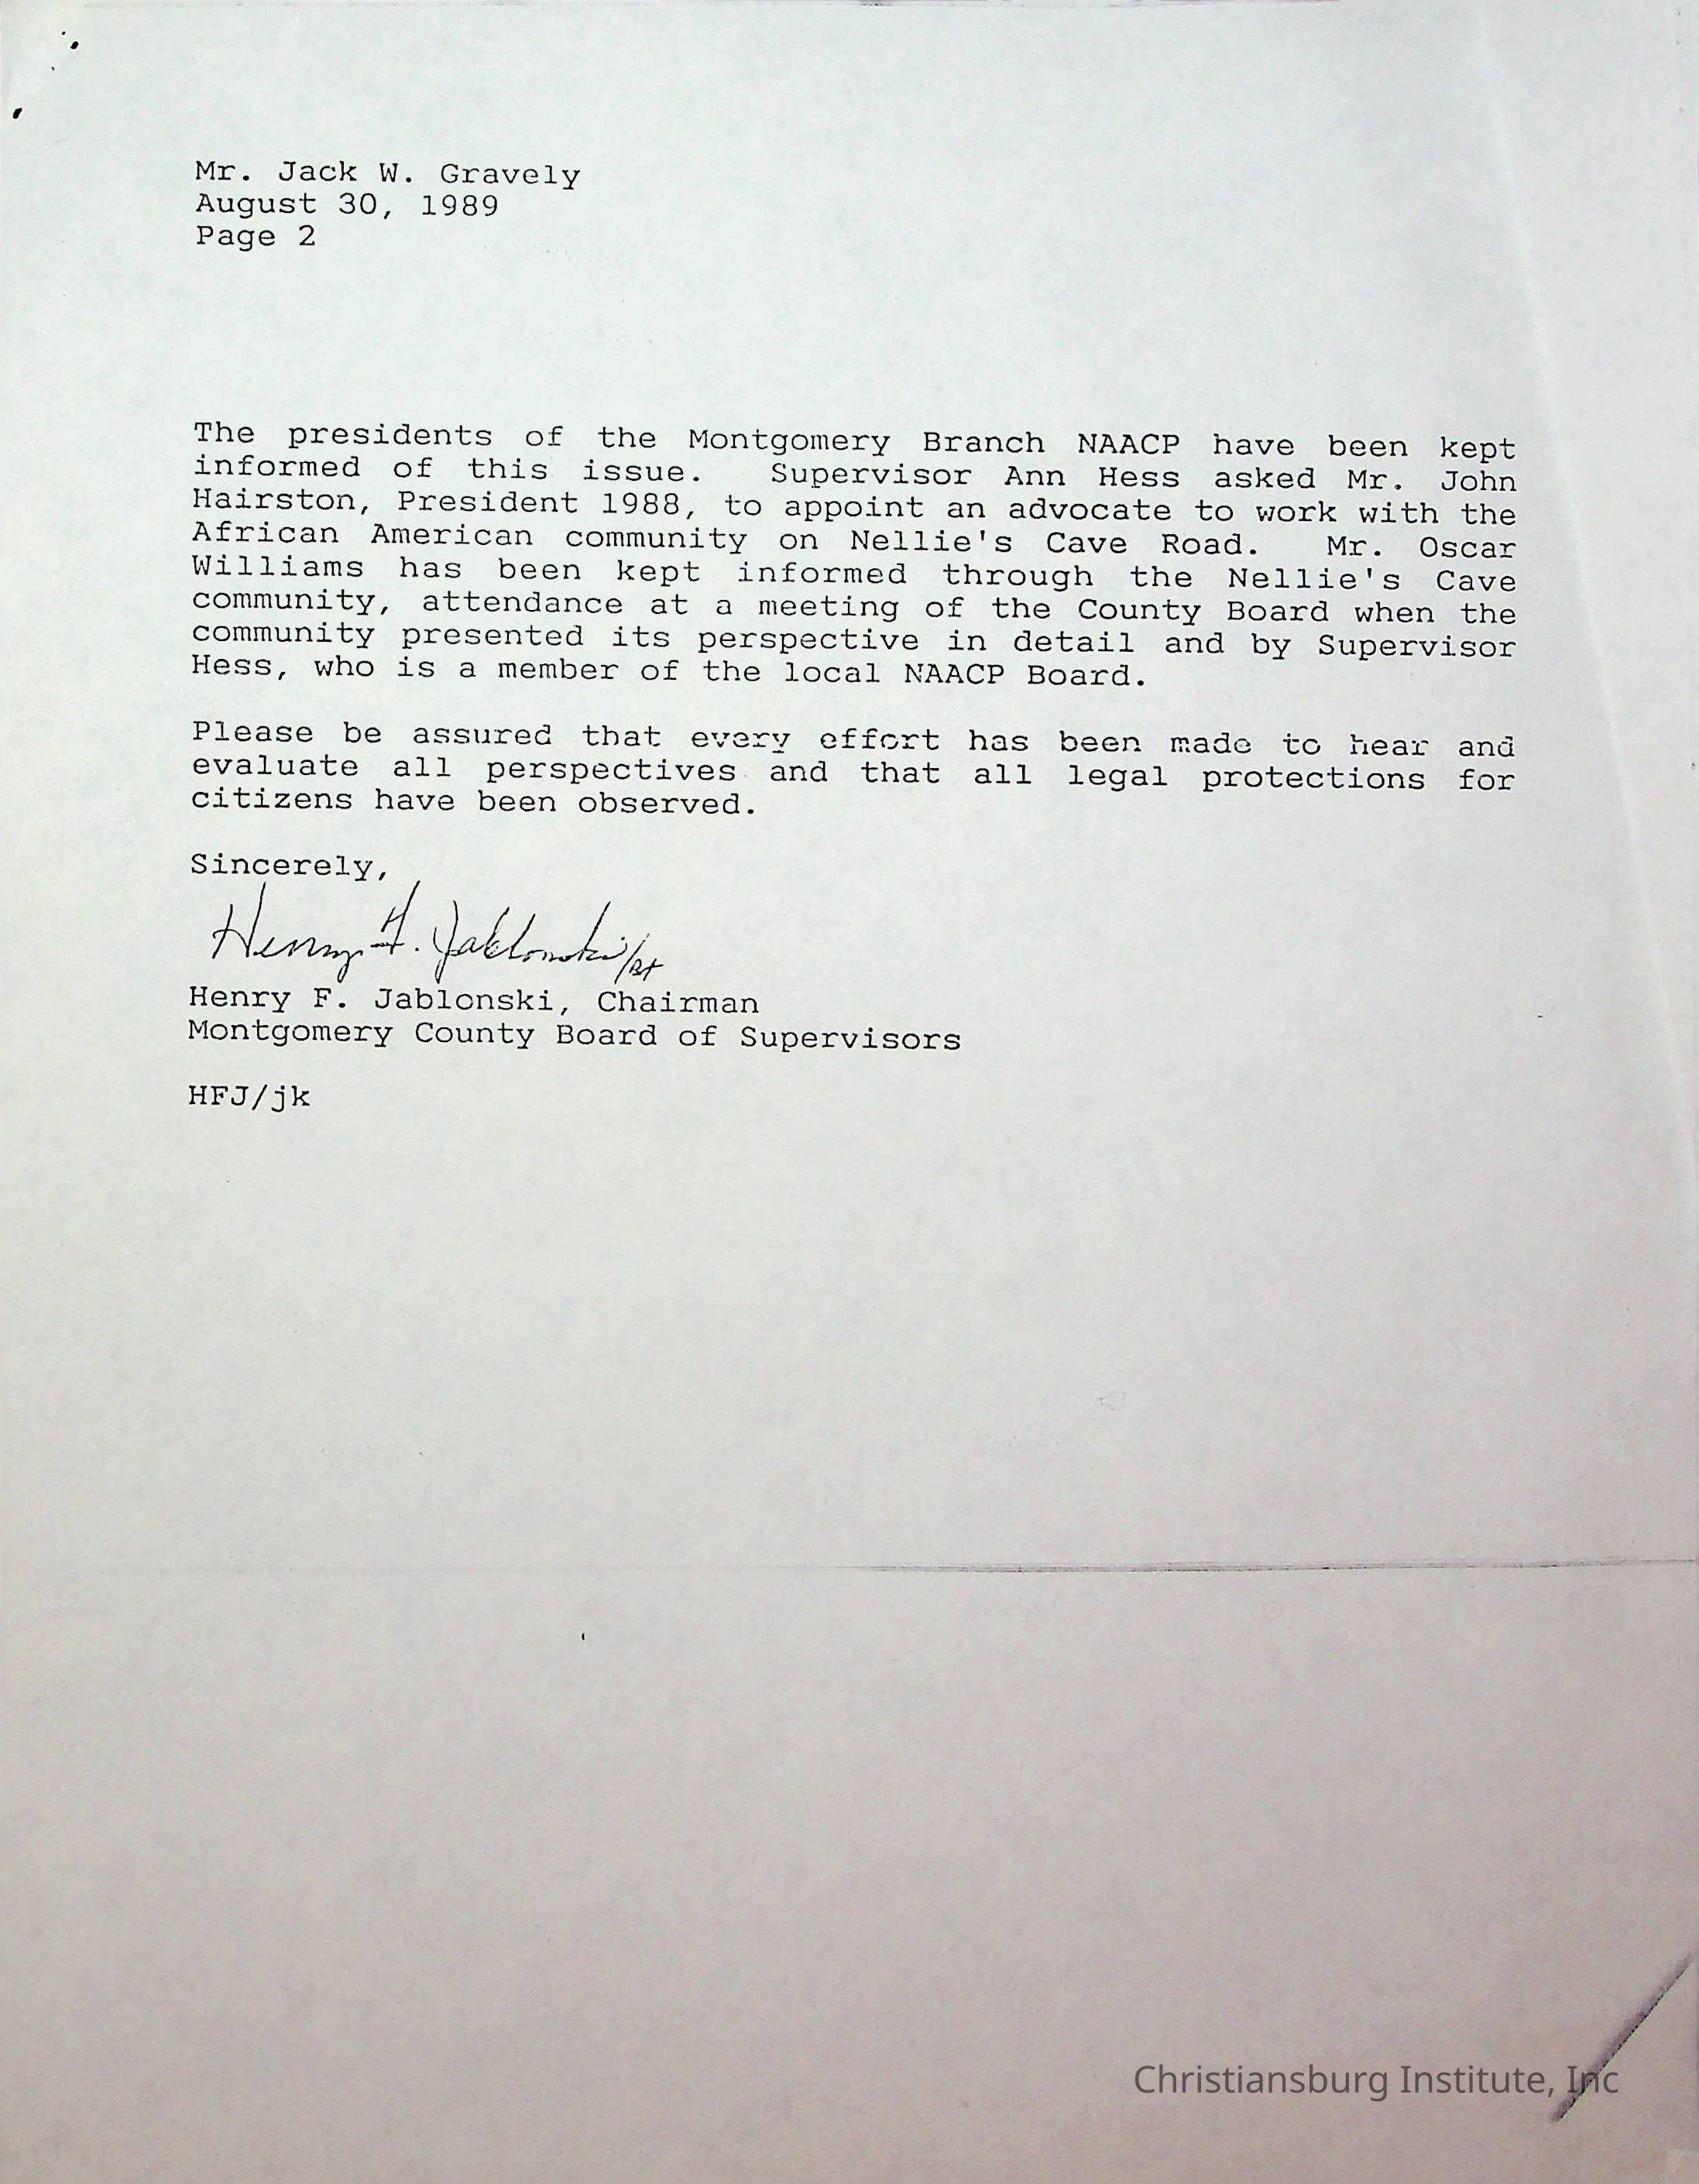 Mr. Jack W. Gravely
August 30, 1989
Page 2
The presidents of the Montgomery Branch NAACP have been kept
informed of this issue. Supervisor Ann Hess asked Mr. John
Hairston, President 1988, to appoint an advocate to work with the
African American community on Nellie's Cave Road. Mr. Oscar
Williams has been kept informed through the Nellie's Cave
community, attendance at a meeting of the County Board when the
community presented its perspective in detail and by Supervisor
Hess, who is a member of the local NAACP Board.
Please be assured that every effort has been made to hear and
evaluate all perspectives and that all legal protections for
citizens have been observed.
Sincerely,
Henry F. Jablonski
Henry F. Jablonski, Chairman
Montgomery County Board of Supervisors
HFJ/jk
Christiansburg Institute, Inc